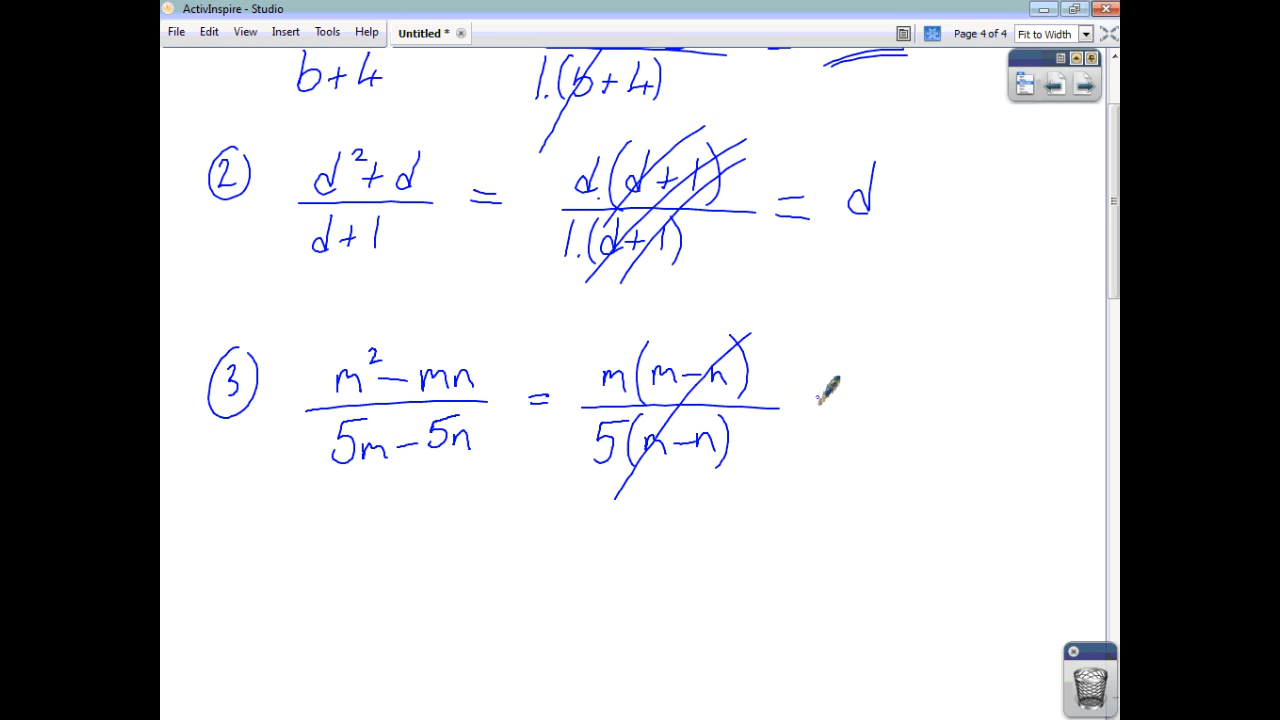 ActivInspire - Studio
File Edit View Insert Tools Help Untitled * Page 4 of 4 Fit to Width
b+4 1.(b+4)
② d²+d = d.(d+1) = d
d+1 1.(d+1)
③ m²-mn = m(m-n)
5m-5n 5(m-n)